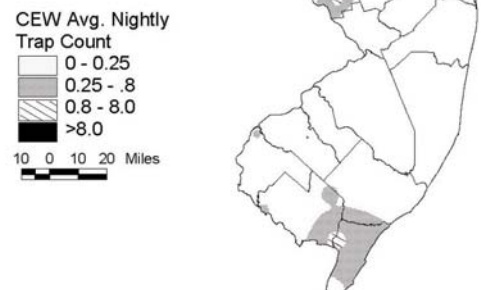 CEW Avg. Nightly
Trap Count
0 - 0.25
0.25 - .8
0.8 - 8.0
>8.0
10 0 10 20 Miles